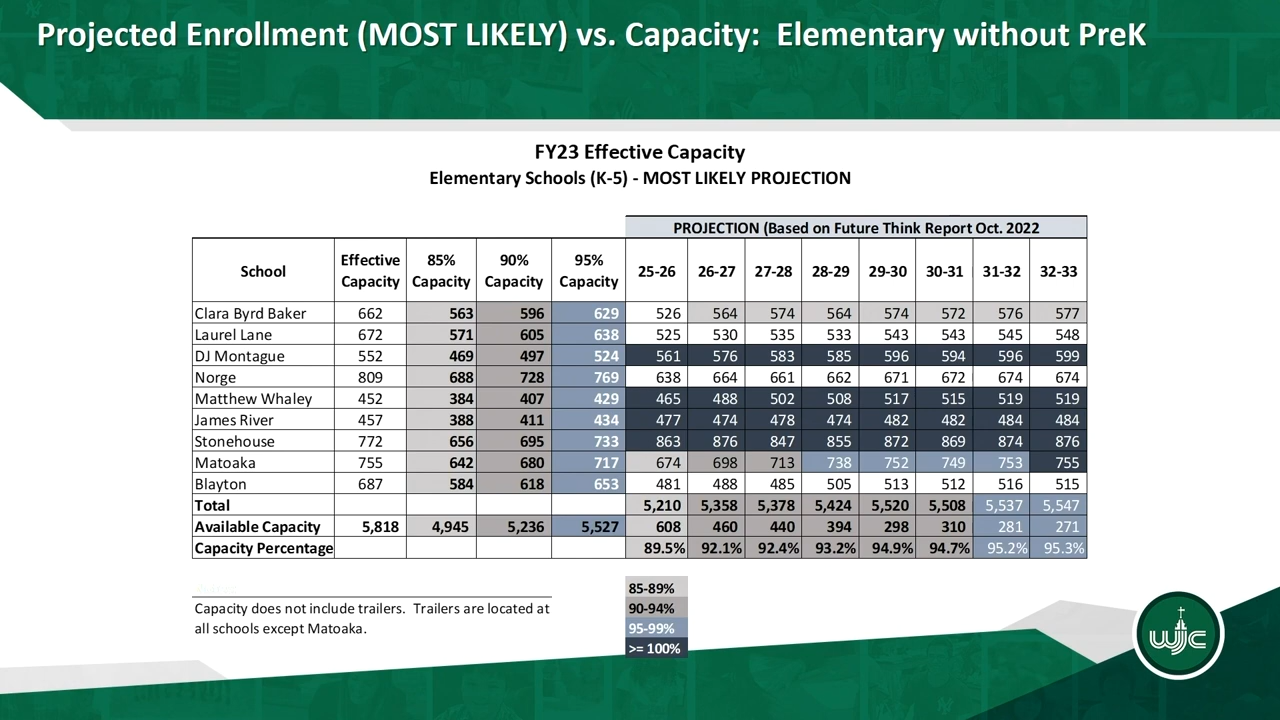 Projected Enrollment (MOST LIKELY) vs. Capacity: Elementary without PreK
FY23 Effective Capacity
Elementary Schools (K-5) - MOST LIKELY PROJECTION
PROJECTION (Based on Future Think Report Oct. 2022
School Effective Capacity 85% Capacity 90% Capacity 95% Capacity 25-26 26-27 27-28 28-29 29-30 30-31 31-32 32-33
Clara Byrd Baker 662 563 596 629 526 564 574 564 574 572 576 577
Laurel Lane 672 571 605 638 525 530 535 533 543 543 545 548
DJ Montague 552 469 497 524 561 576 583 585 596 594 596 599
Norge 809 688 728 769 638 664 661 662 671 672 674 674
Matthew Whaley 452 384 407 429 465 488 502 508 517 515 519 519
James River 457 388 411 434 477 474 478 474 482 482 484 484
Stonehouse 772 656 695 733 863 876 847 855 872 869 874 876
Matoaka 755 642 680 717 674 698 713 738 752 749 753 755
Blayton 687 584 618 653 481 488 485 505 513 512 516 515
Total 5,210 5,358 5,378 5,424 5,520 5,508 5,537 5,547
Available Capacity 5,818 4,945 5,236 5,527 608 460 440 394 298 310 281 271
Capacity Percentage 89.5% 92.1% 92.4% 93.2% 94.9% 94.7% 95.2% 95.3%
85-89%
Capacity does not include trailers. Trailers are located at
all schools except Matoaka.
90-94%
95-99%
>= 100%
WJC